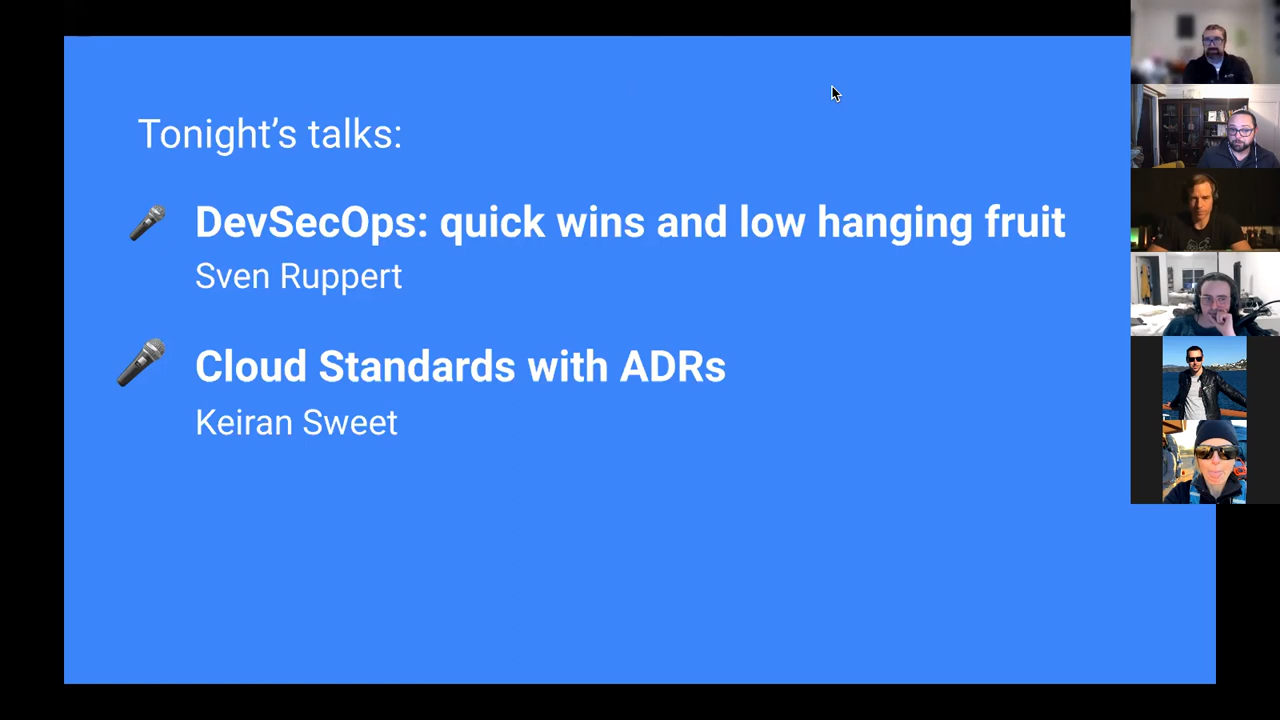 Tonight’s talks:
DevSecOps: quick wins and low hanging fruit
Sven Ruppert
Cloud Standards with ADRs
Keiran Sweet